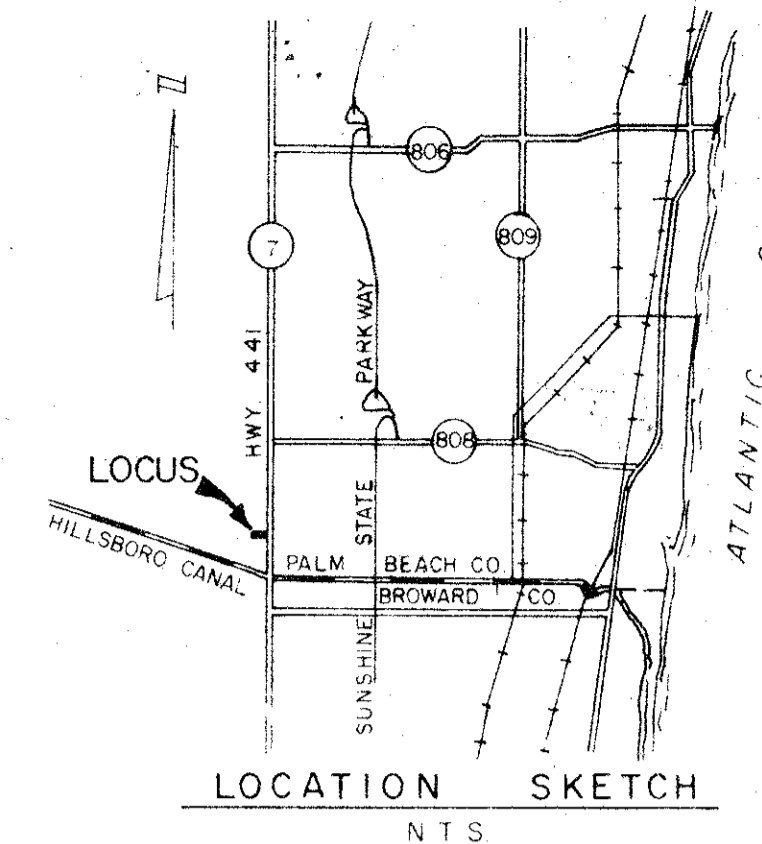 N
806
7
809
HWY. 441
PARKWAY
808
LOCUS
STATE
ATLANTIC
HILLSBORO CANAL
PALM BEACH CO.
BROWARD CO.
SUNSHINE
LOCATION SKETCH
NTS